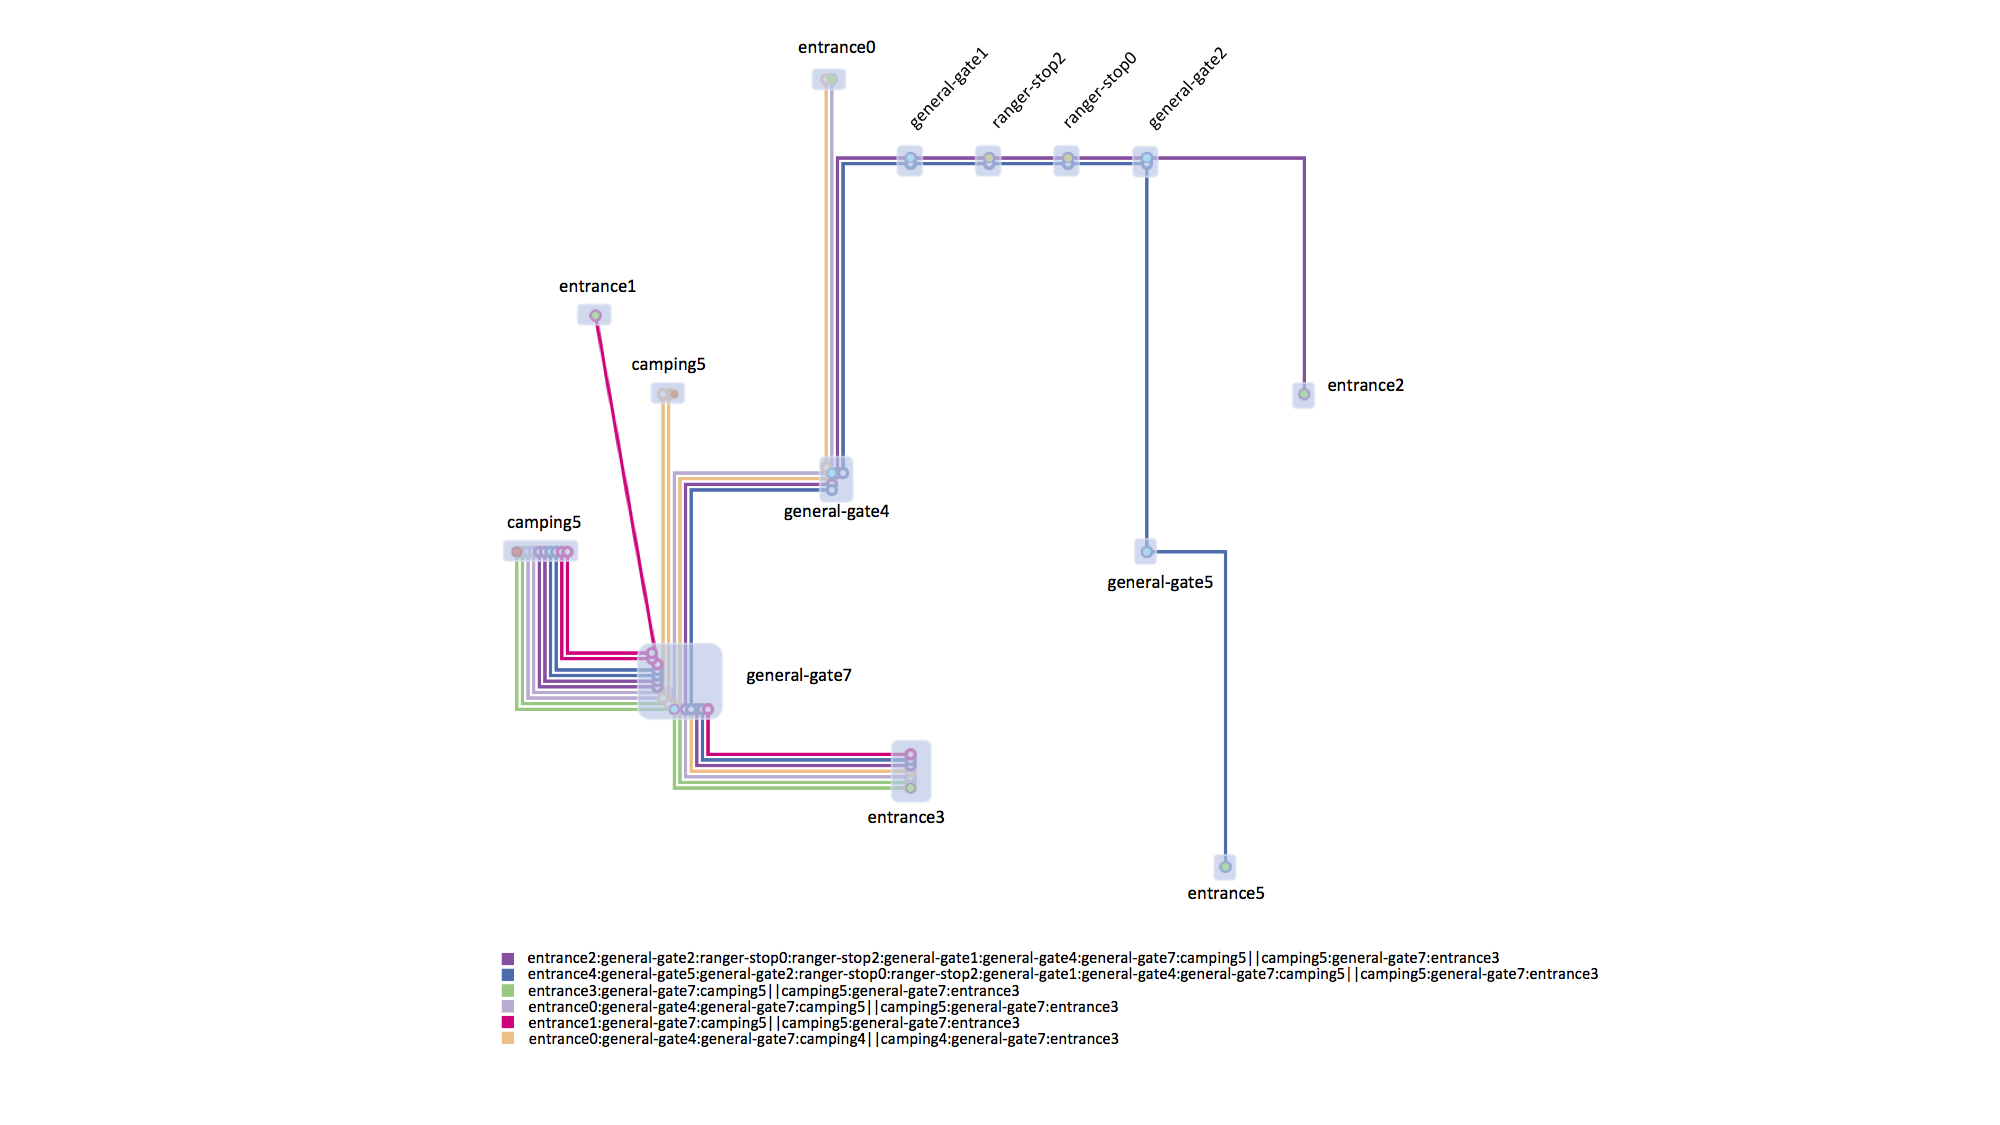 entrance0
general-gate1
ranger-stop2
ranger-stop0
general-gate2
entrance1
camping5
entrance2
general-gate4
camping5
general-gate5
general-gate7
entrance3
entrance5
entrance2:general-gate2:ranger-stop0:ranger-stop2:general-gate1:general-gate4:general-gate7:camping5||camping5:general-gate7:entrance3
entrance4:general-gate5:general-gate2:ranger-stop0:ranger-stop2:general-gate1:general-gate4:general-gate7:camping5||camping5:general-gate7:entrance3
entrance3:general-gate7:camping5||camping5:general-gate7:entrance3
entrance0:general-gate4:general-gate7:camping5||camping5:general-gate7:entrance3
entrance1:general-gate7:camping5||camping5:general-gate7:entrance3
entrance0:general-gate4:general-gate7:camping4||camping4:general-gate7:entrance3